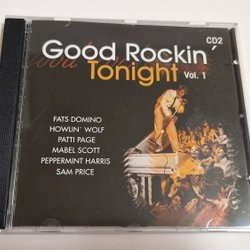 Good Rockin'
CD2
Tonight
Vol. 1
FATS DOMINO
HOWLIN' WOLF
PATTI PAGE
MABEL SCOTT
PEPPERMINT HARRIS
SAM PRICE